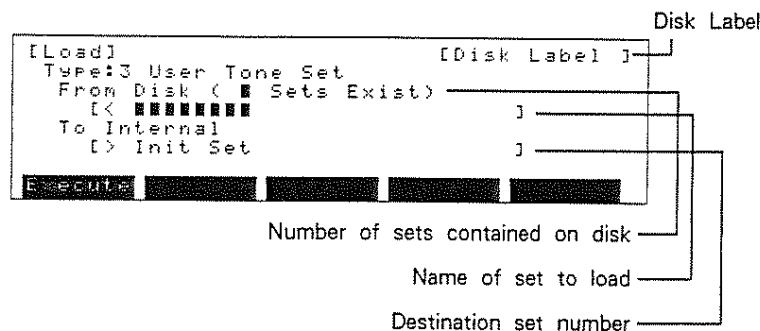 Disk Label
[Load] [Disk Label ]
Type:3 User Tone Set
From Disk ( ■ Sets Exist)
[< ■■■■■■■■ ]
To Internal
[> Init Set ]
Execute
Number of sets contained on disk
Name of set to load
Destination set number